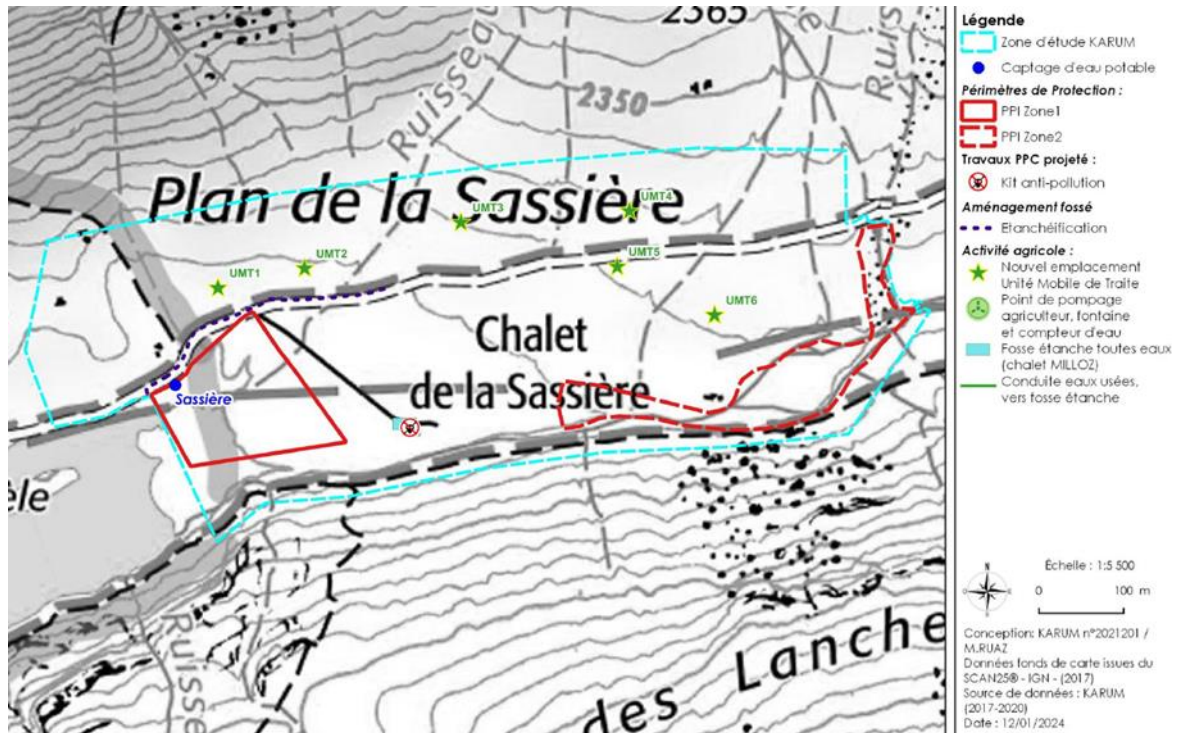 2365
Ruisseau
Ruis
2350
Plan de la Sassière
UMT3
UMT4
UMT2
UMT5
UMT1
UMT6
Chalet
de la Sassière
Sassière
èle
Ruisse
des Lanche
Légende
Zone d'étude KARUM
Captage d'eau potable
Périmètres de Protection :
PPI Zone1
PPI Zone2
Travaux PPC projeté :
Kit anti-pollution
Aménagement fossé
Etanchéification
Activité agricole :
Nouvel emplacement
Unité Mobile de Traite
Point de pompage
agriculteur, fontaine
et compteur d'eau
Fosse étanche toutes eaux
(chalet MILLOZ)
Conduite eaux usées,
vers fosse étanche
N
Échelle : 1:5 500
0 100 m
Conception: KARUM n°2021201 /
M.RUAZ
Données fonds de carte issues du
SCAN25® - IGN - (2017)
Source de données : KARUM
(2017-2020)
Date : 12/01/2024